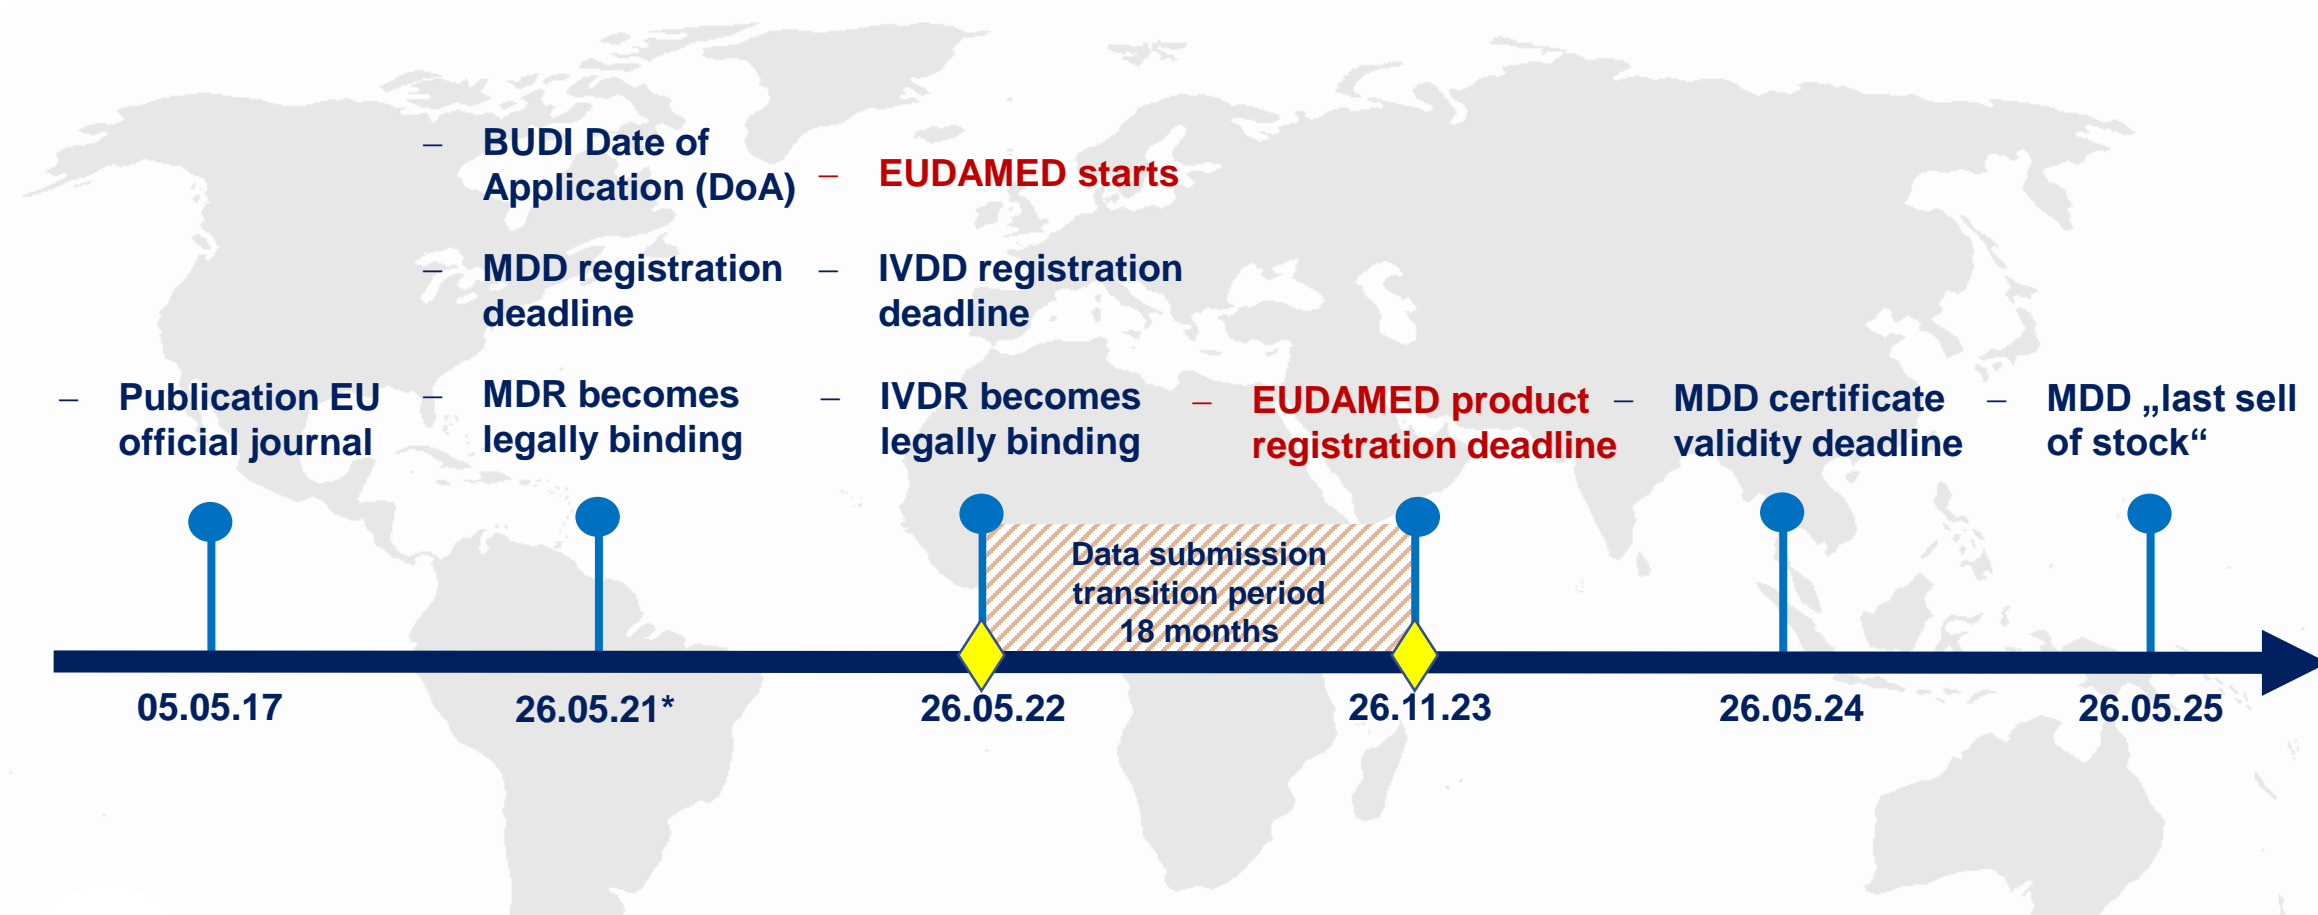 – BUDI Date of
Application (DoA)
– MDD registration
deadline
– MDR becomes
legally binding
– EUDAMED starts
– IVDD registration
deadline
– IVDR becomes
legally binding
– Publication EU
official journal
– EUDAMED product
registration deadline
– MDD certificate
validity deadline
– MDD „last sell
of stock“
Data submission
transition period
18 months
05.05.17
26.05.21*
26.05.22
26.11.23
26.05.24
26.05.25